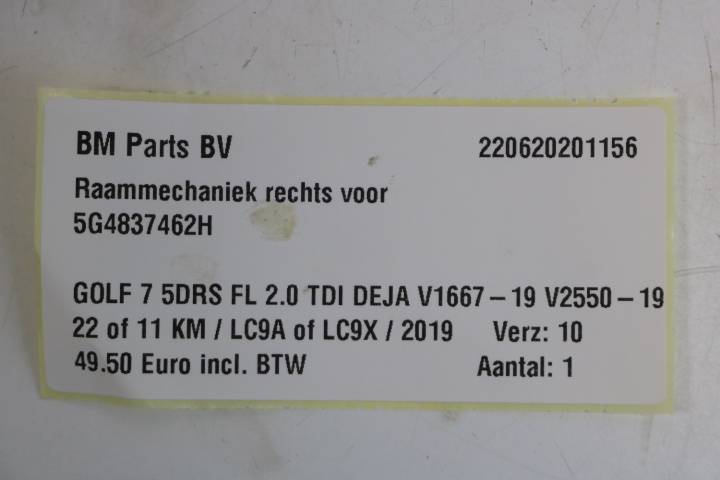 BM Parts BV 220620201156
Raammechaniek rechts voor
5G4837462H
GOLF 7 5DRS FL 2.0 TDI DEJA V1667 – 19 V2550 – 19
22 of 11 KM / LC9A of LC9X / 2019 Verz: 10
49.50 Euro incl. BTW Aantal: 1